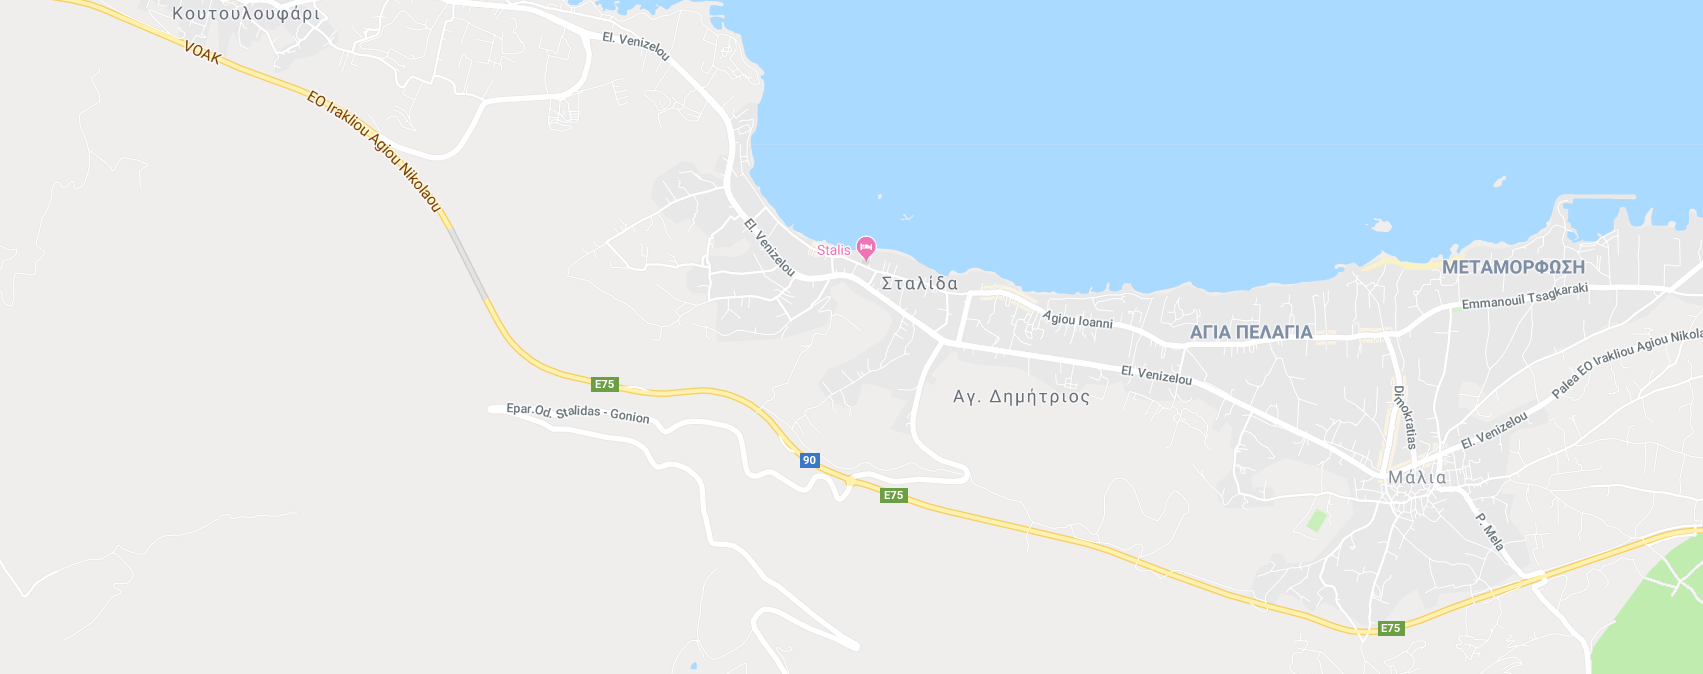 Κουτουλουφάρι
VOAK
El. Venizelou
EO Irakliou Agiou Nikolaou
El. Venizelou
Stalis
Σταλίδα
ΜΕΤΑΜΟΡΦΩΣΗ
Emmanouil Tsagkaraki
Agiou Ioanni
ΑΓΙΑ ΠΕΛΑΓΙΑ
Palea EO Irakliou Agiou Nikola
El. Venizelou
E75
Αγ. Δημήτριος
Dimokratias
Epar.Od. Stalidas - Gonion
El. Venizelou
90
Μάλια
E75
P. Mela
E75